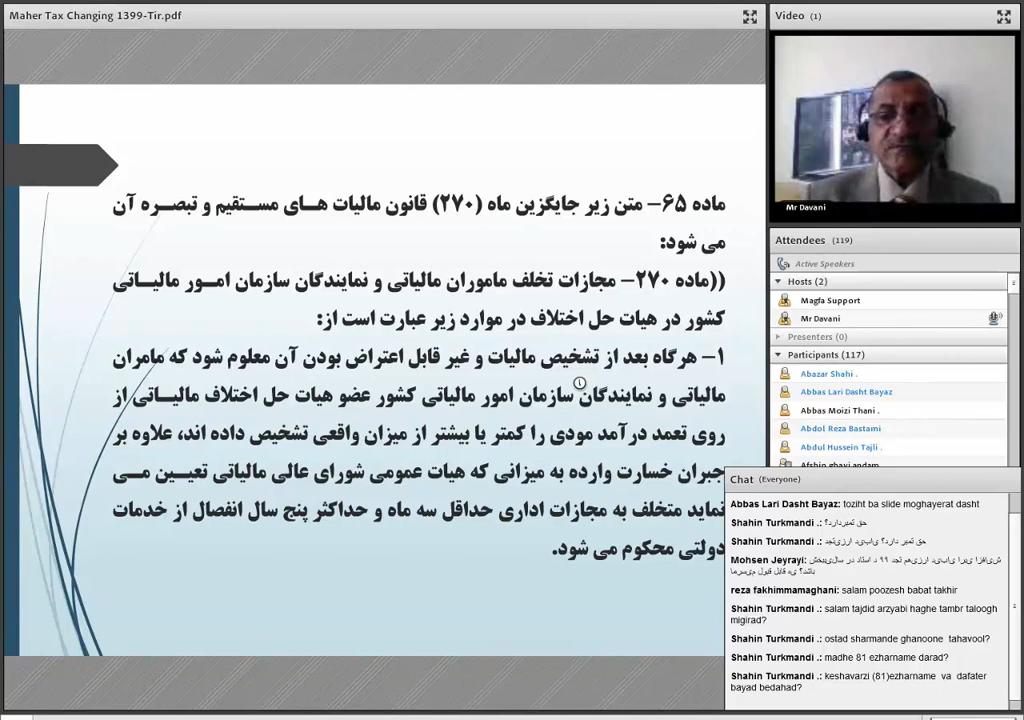 Maher Tax Changing 1399-Tir.pdf
ماده ۶۵– متن زیر جایگزین ماه (۲۷۰) قانون مالیات های مستقیم و تبصره آن
می شود:
((ماده ۲۷۰– مجازات تخلف ماموران مالیاتی و نمایندگان سازمان امور مالیاتی
کشور در هیات حل اختلاف در موارد زیر عبارت است از:
۱– هرگاه بعد از تشخیص مالیات و غیر قابل اعتراض بودن آن معلوم شود که مامران
مالیاتی و نمایندگان سازمان امور مالیاتی کشور عضو هیات حل اختلاف مالیاتی از
روی تعمد درآمد مودی را کمتر یا بیشتر از میزان واقعی تشخیص داده اند، علاوه بر
جبران خسارت وارده به میزانی که هیات عمومی شورای عالی مالیاتی تعیین می
نماید متخلف به مجازات اداری حداقل سه ماه و حداکثر پنج سال انفصال از خدمات
دولتی محکوم می شود.
Video (1)
Mr Davani
Attendees (119)
Active Speakers
Hosts (2)
Magfa Support
Mr Davani
Presenters (0)
Participants (117)
Abazar Shahi .
Abbas Lari Dasht Bayaz
Abbas Moizi Thani .
Abdol Reza Bastami
Abdul Hussein Tajli .
Afshin ghavi andam
Chat (Everyone)
Abbas Lari Dasht Bayaz: toziht ba slide moghayerat dasht
Shahin Turkmandi .: حق تمبردارد؟
Shahin Turkmandi .:
Mohsen Jeyrayi:
reza fakhimmamaghani: salam poozesh babat takhir
Shahin Turkmandi .: salam tajdid arzyabi haghe tambr taloogh
migirad?
Shahin Turkmandi .: ostad sharmande ghanoone tahavool?
Shahin Turkmandi .: madhe 81 ezharname darad?
Shahin Turkmandi .: keshavarzi (81)ezharname va dafater
bayad bedahad?